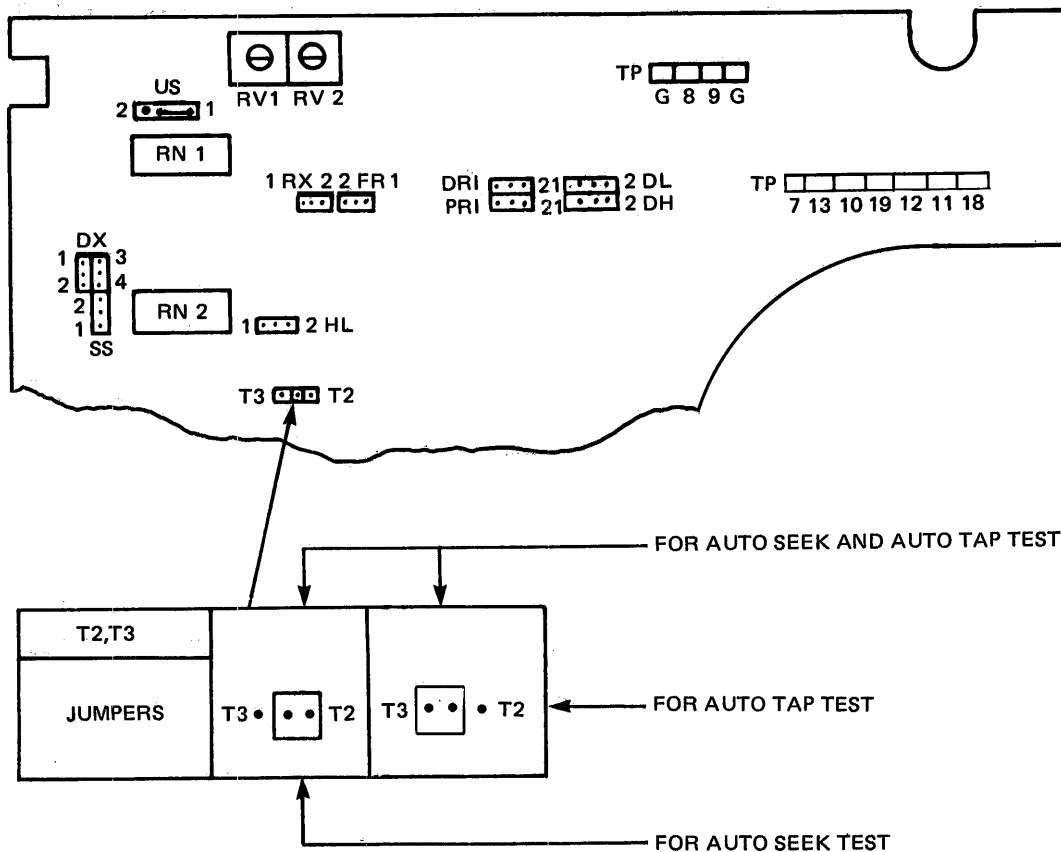 US
2 1
RN 1
RV1 RV 2
TP
G 8 9 G
1 RX 2 2 FR 1
DRI 21 2 DL
PRI 21 2 DH
TP
7 13 10 19 12 11 18
DX
1 3
2 4
2
1
SS
RN 2
1 2 HL
T3 T2
FOR AUTO SEEK AND AUTO TAP TEST
T2,T3
JUMPERS
T3 T2
T3 T2
FOR AUTO TAP TEST
FOR AUTO SEEK TEST